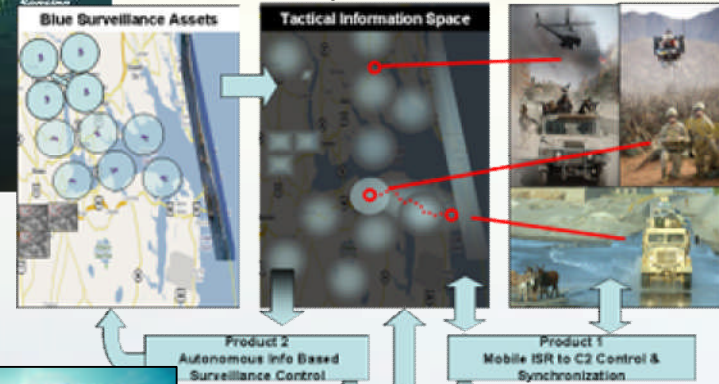 Blue Surveillance Assets
Tactical Information Space
Product 2
Autonomous Info Based
Surveillance Control
Product 1
Mobile ISR to C2 Control &
Synchronization